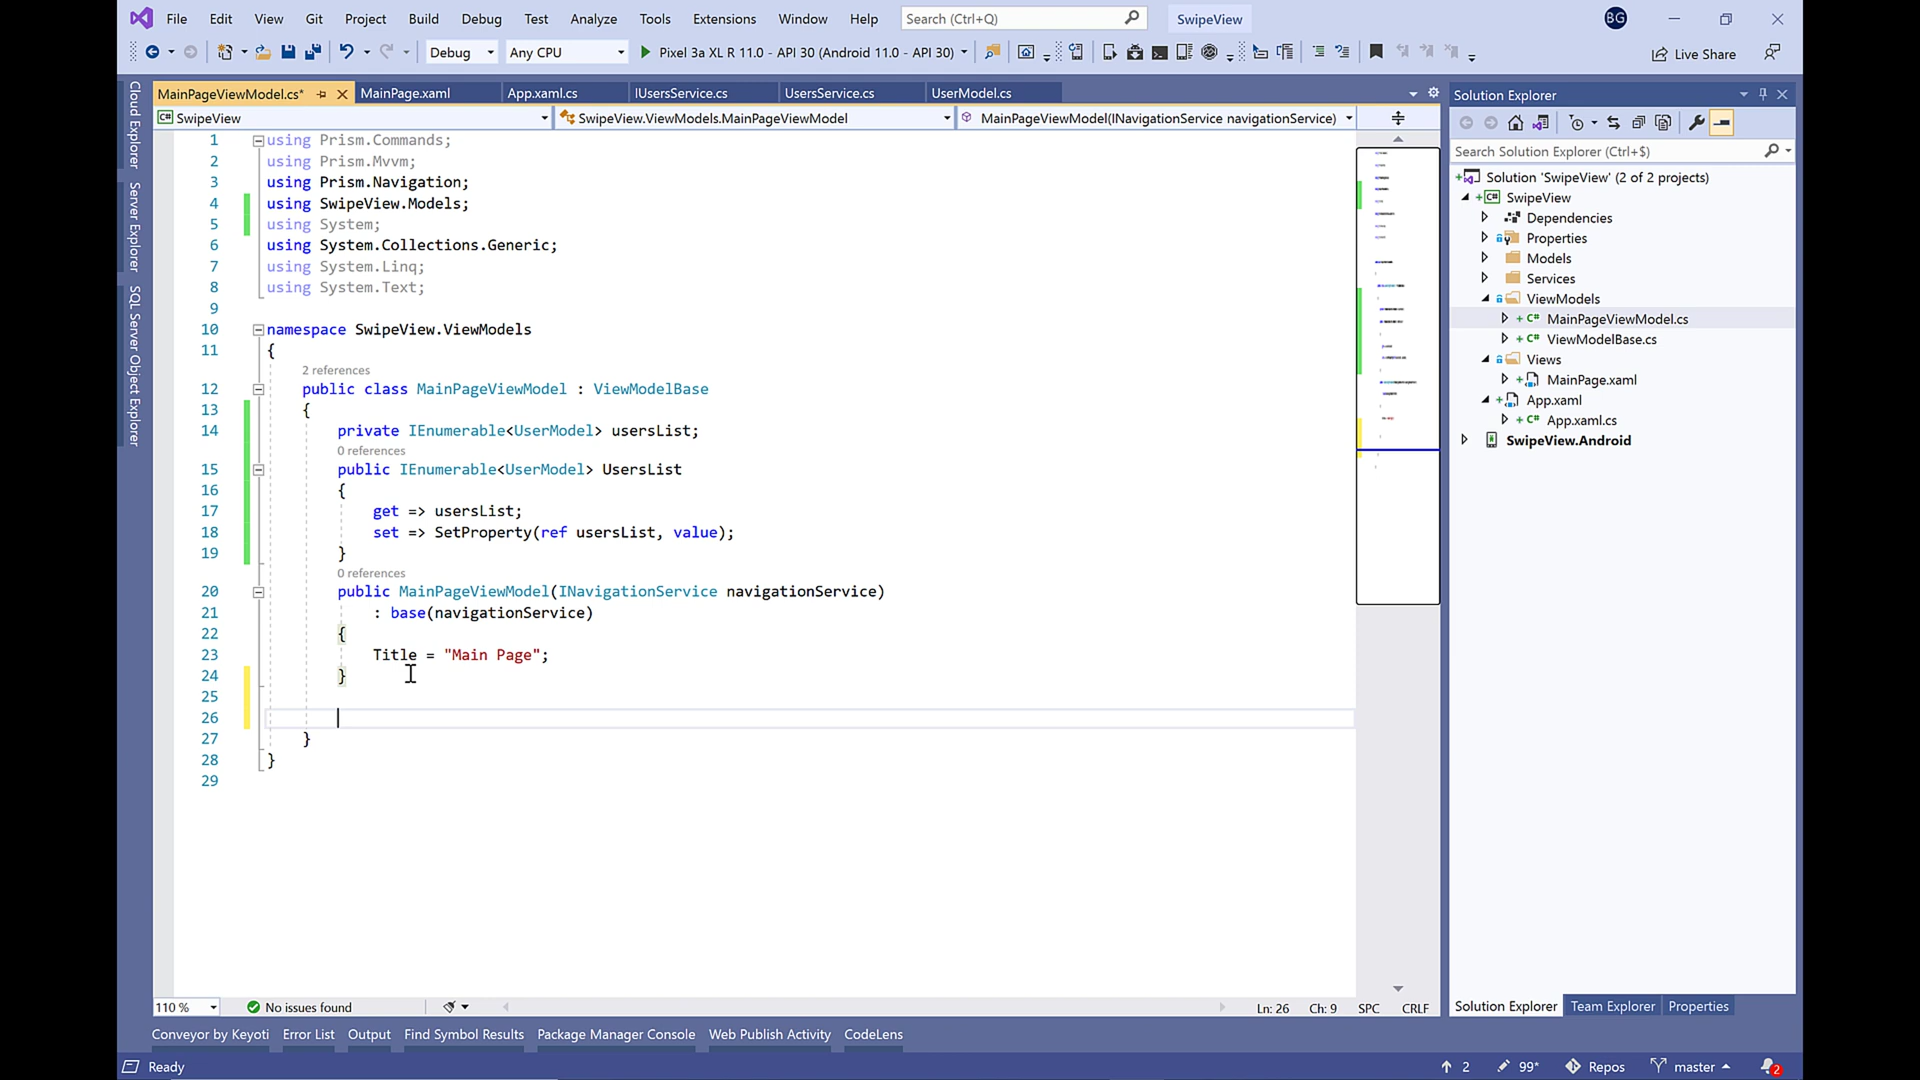 File Edit View Git Project Build Debug Test Analyze Tools Extensions Window Help Search (Ctrl+Q) SwipeView BG
Debug Any CPU Pixel 3a XL R 11.0 - API 30 (Android 11.0 - API 30) Live Share
Cloud Explorer
Server Explorer
SQL Server Object Explorer
MainPageViewModel.cs* MainPage.xaml App.xaml.cs IUsersService.cs UsersService.cs UserModel.cs
C# SwipeView SwipeView.ViewModels.MainPageViewModel MainPageViewModel(INavigationService navigationService)
1 using Prism.Commands;
2 using Prism.Mvvm;
3 using Prism.Navigation;
4 using SwipeView.Models;
5 using System;
6 using System.Collections.Generic;
7 using System.Linq;
8 using System.Text;
9
10 namespace SwipeView.ViewModels
11 {
2 references
12 public class MainPageViewModel : ViewModelBase
13 {
14 private IEnumerable<UserModel> usersList;
0 references
15 public IEnumerable<UserModel> UsersList
16 {
17 get => usersList;
18 set => SetProperty(ref usersList, value);
19 }
0 references
20 public MainPageViewModel(INavigationService navigationService)
21 : base(navigationService)
22 {
23 Title = "Main Page";
24 }
25
26
27 }
28 }
29
Solution Explorer
Search Solution Explorer (Ctrl+$)
Solution 'SwipeView' (2 of 2 projects)
C# SwipeView
Dependencies
Properties
Models
Services
ViewModels
C# MainPageViewModel.cs
C# ViewModelBase.cs
Views
MainPage.xaml
App.xaml
C# App.xaml.cs
SwipeView.Android
110 % No issues found Ln: 26 Ch: 9 SPC CRLF
Solution Explorer Team Explorer Properties
Conveyor by Keyoti Error List Output Find Symbol Results Package Manager Console Web Publish Activity CodeLens
Ready 2 99* Repos master 2